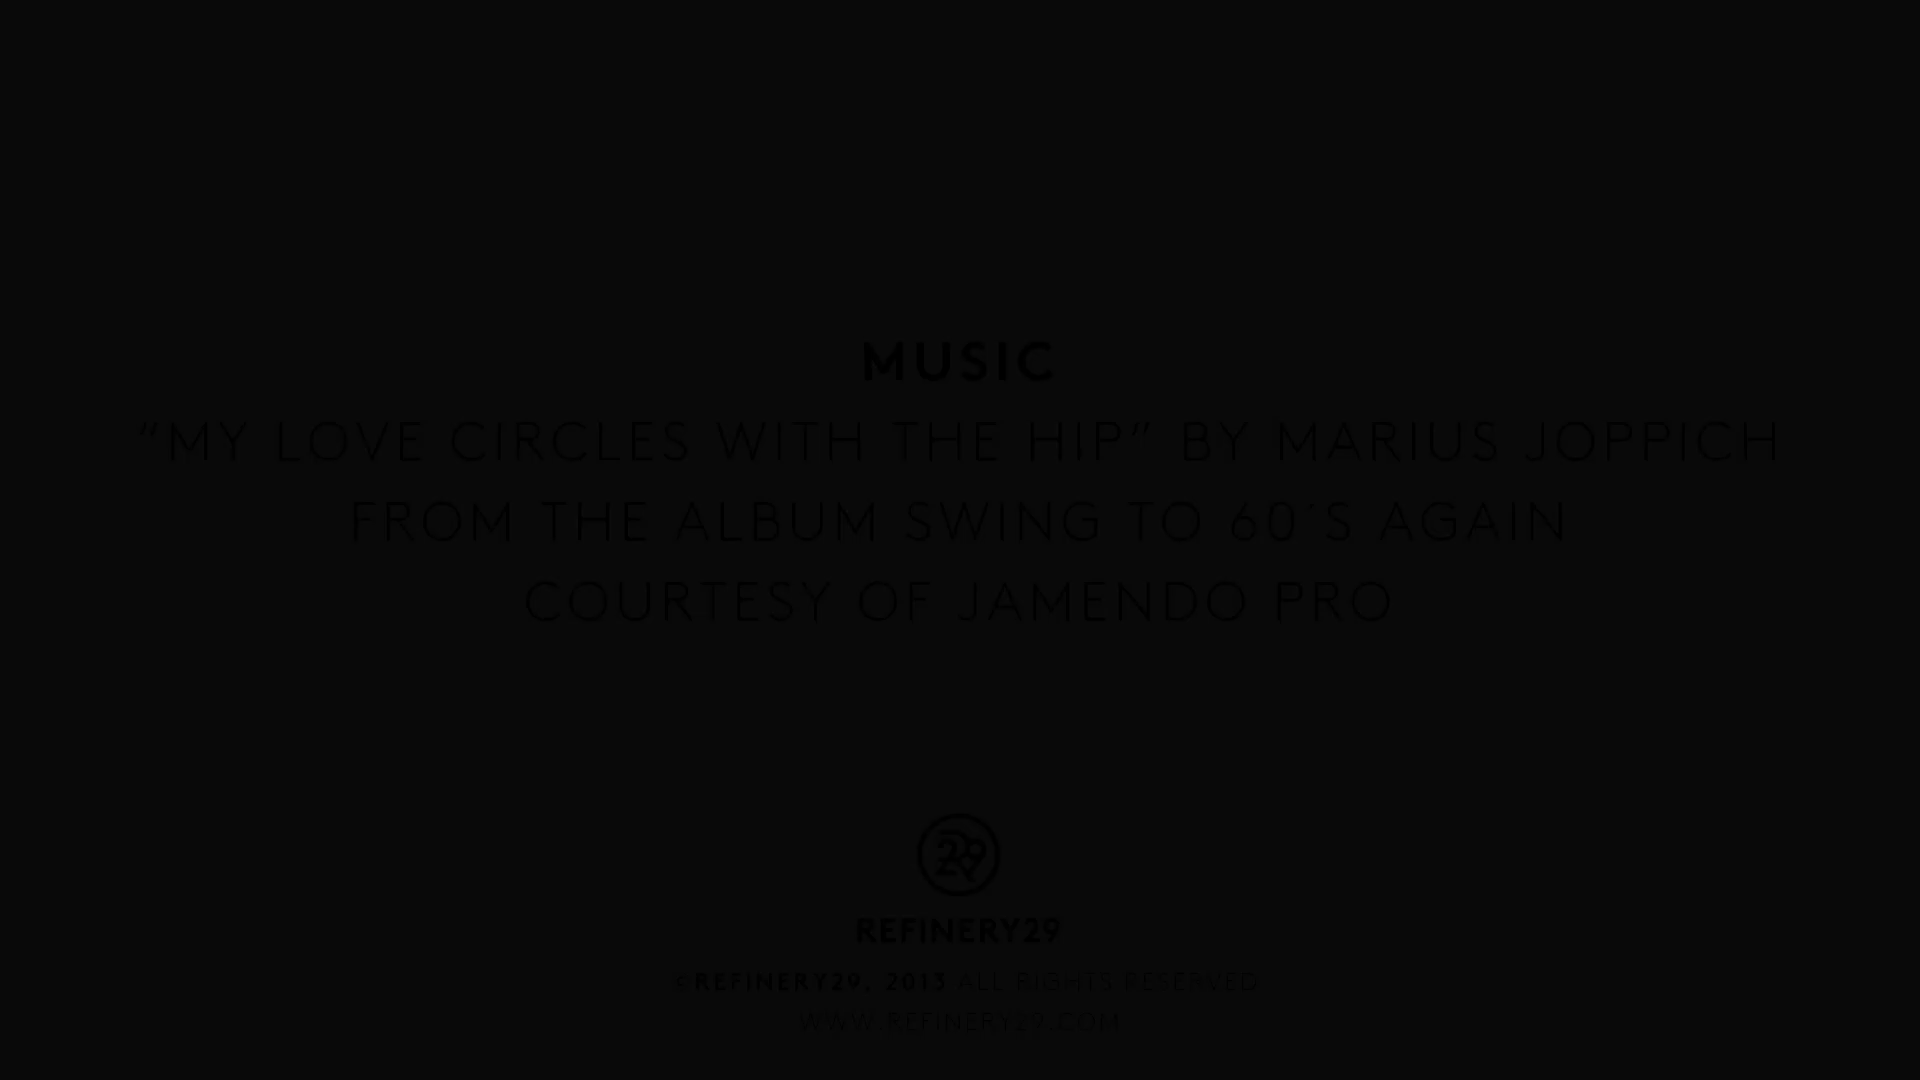 MUSIC
“MY LOVE CIRCLES WITH THE HIP” BY MARIUS JOPPICH
FROM THE ALBUM SWING TO 60'S AGAIN
COURTESY OF JAMENDO PRO
R29
REFINERY29
©REFINERY29, 2013 ALL RIGHTS RESERVED
WWW.REFINERY29.COM